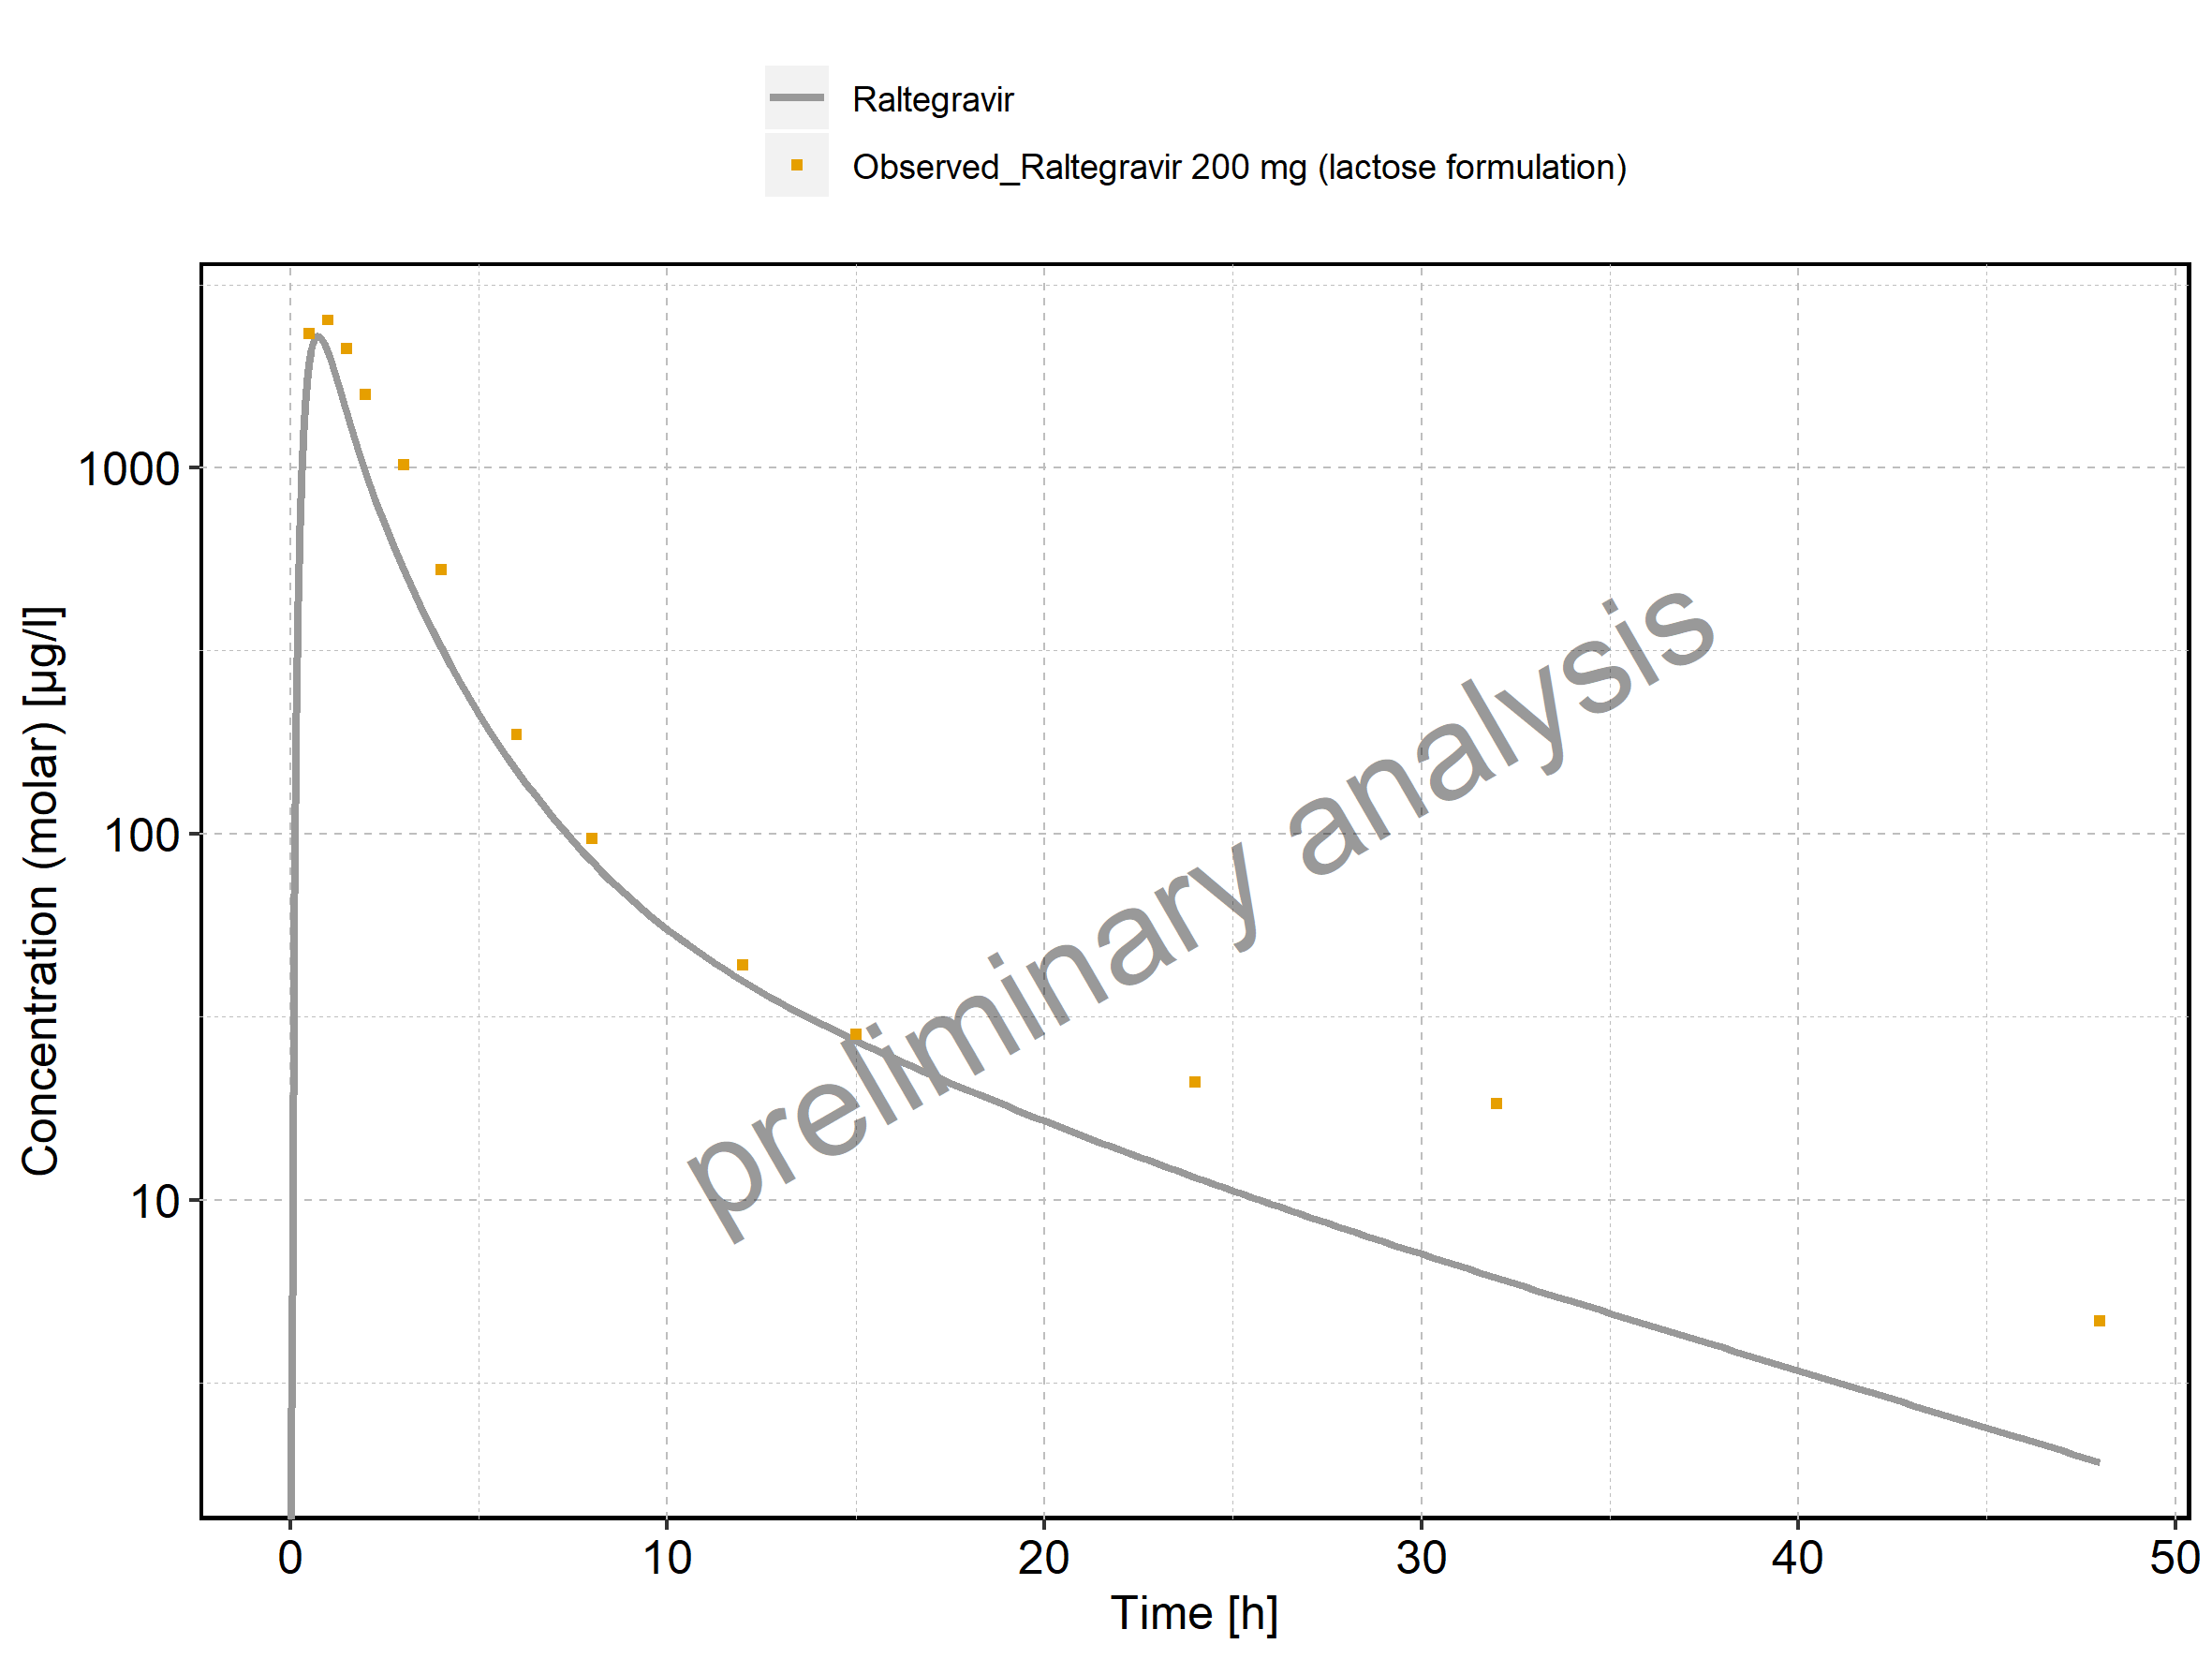 Raltegravir
Observed_Raltegravir 200 mg (lactose formulation)
Concentration (molar) [µg/l]
1000
100
10
preliminary analysis
0 10 20 30 40 50
Time [h]